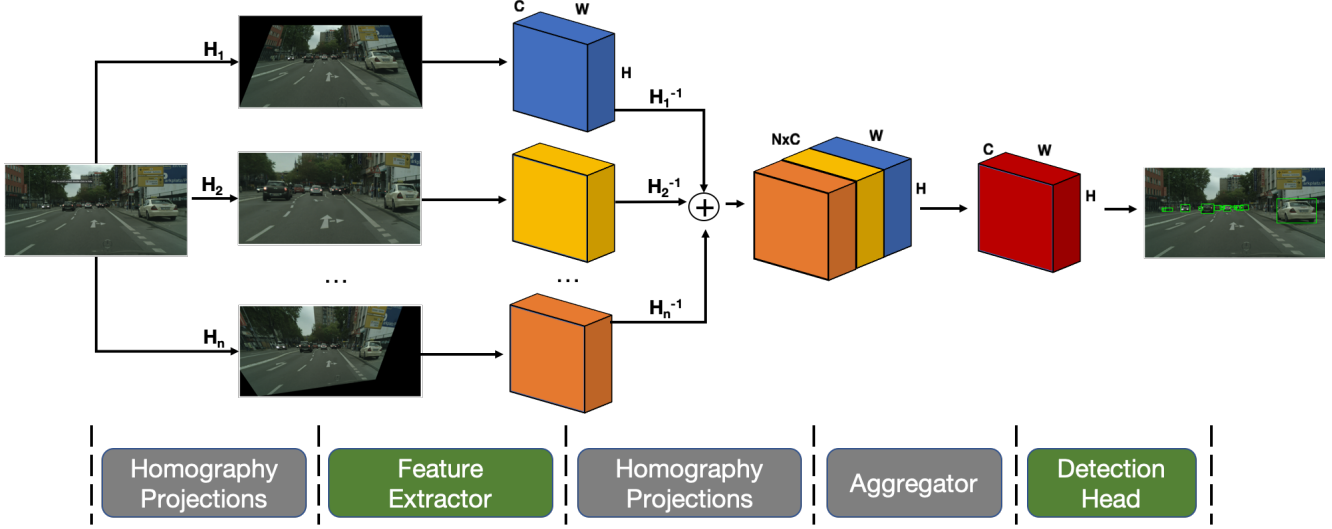 C
W
H
H1
H1-1
H2
H2-1
NxC
W
H
C
W
H
...
...
Hn
Hn-1
Homography
Projections
Feature
Extractor
Homography
Projections
Aggregator
Detection
Head